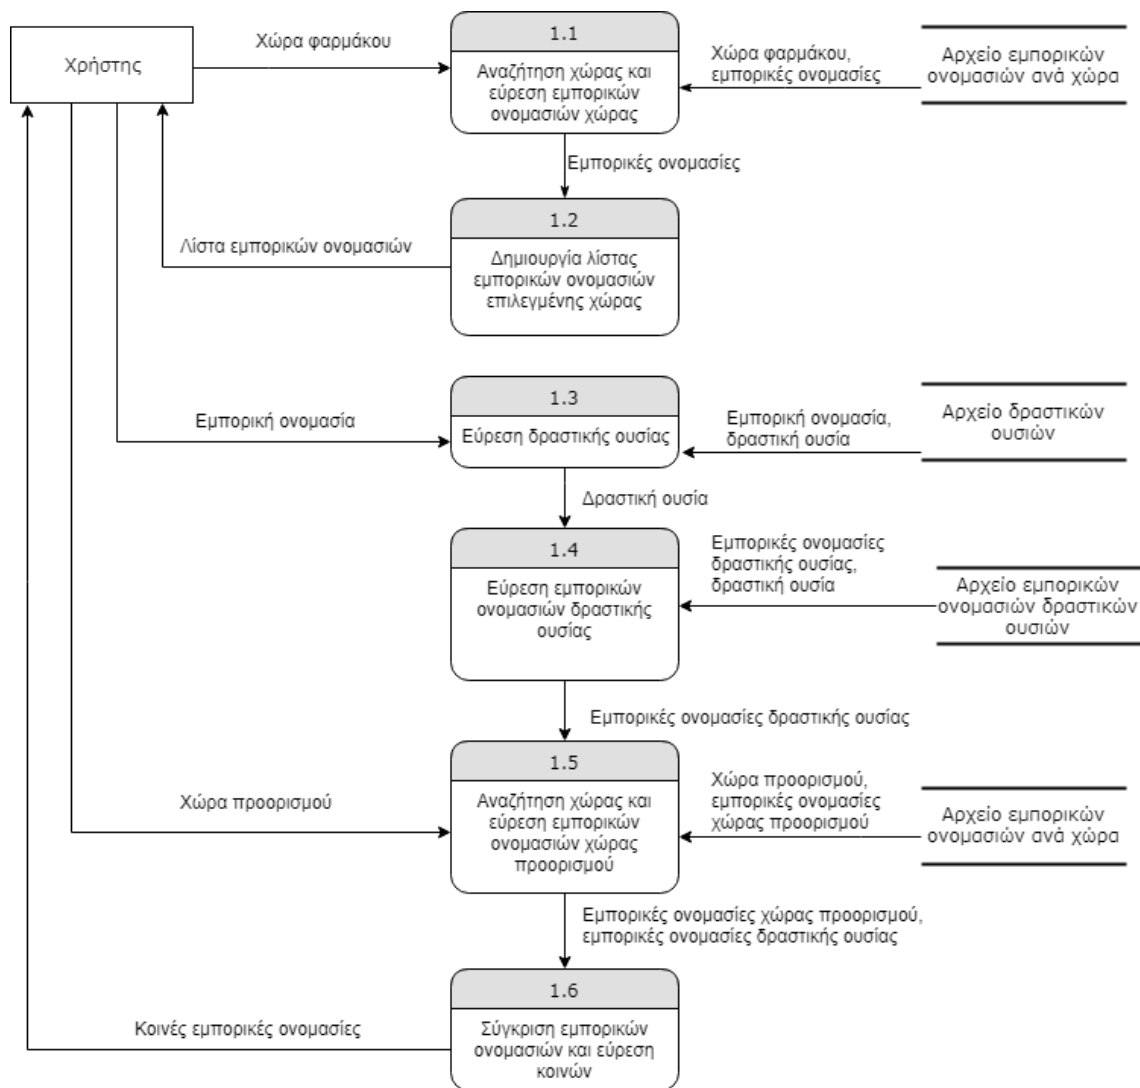 Χρήστης
Χώρα φαρμάκου
1.1
Αναζήτηση χώρας και
εύρεση εμπορικών
ονομασιών χώρας
Χώρα φαρμάκου,
εμπορικές ονομασίες
Αρχείο εμπορικών
ονομασιών ανά χώρα
Εμπορικές ονομασίες
1.2
Δημιουργία λίστας
εμπορικών ονομασιών
επιλεγμένης χώρας
Λίστα εμπορικών ονομασιών
1.3
Εύρεση δραστικής ουσίας
Εμπορική ονομασία
Εμπορική ονομασία,
δραστική ουσία
Αρχείο δραστικών
ουσιών
Δραστική ουσία
1.4
Εύρεση εμπορικών
ονομασιών δραστικής
ουσίας
Εμπορικές ονομασίες
δραστικής ουσίας,
δραστική ουσία
Αρχείο εμπορικών
ονομασιών δραστικών
ουσιών
Εμπορικές ονομασίες δραστικής ουσίας
1.5
Αναζήτηση χώρας και
εύρεση εμπορικών
ονομασιών χώρας
προορισμού
Χώρα προορισμού
Χώρα προορισμού,
εμπορικές ονομασίες
χώρας προορισμού
Αρχείο εμπορικών
ονομασιών ανά χώρα
Εμπορικές ονομασίες χώρας προορισμού,
εμπορικές ονομασίες δραστικής ουσίας
1.6
Σύγκριση εμπορικών
ονομασιών και εύρεση
κοινών
Κοινές εμπορικές ονομασίες